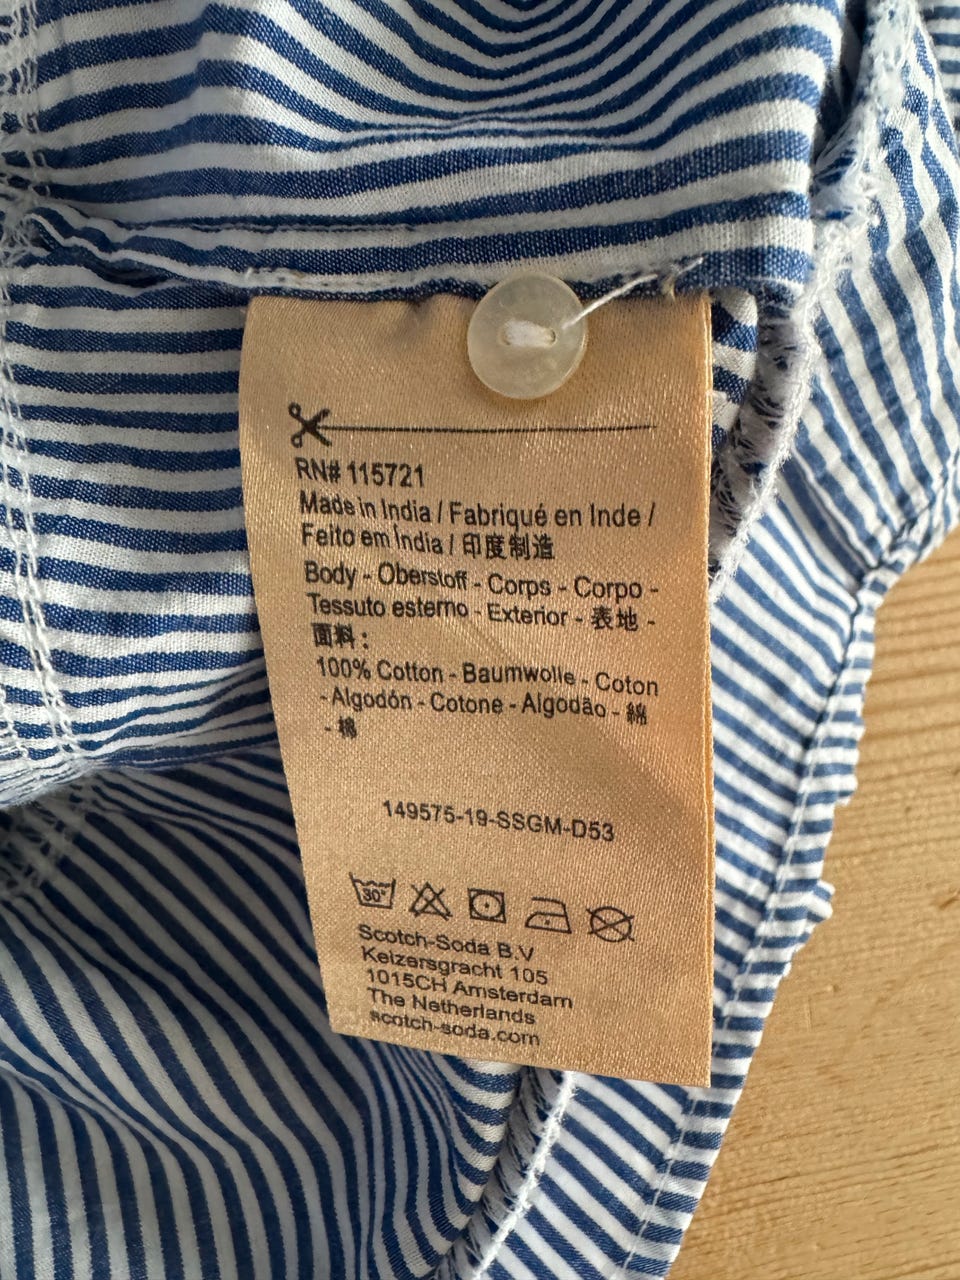 RN# 115721
Made in India / Fabriqué en Inde /
Feito em Índia / 印度制造
Body - Oberstoff - Corps - Corpo -
Tessuto esterno - Exterior - 表地 -
面料 :
100% Cotton - Baumwolle - Coton
- Algodón - Cotone - Algodão - 綿
- 棉
149575-19-SSGM-D53
30°
Scotch-Soda B.V
Keizersgracht 105
1015CH Amsterdam
The Netherlands
scotch-soda.com